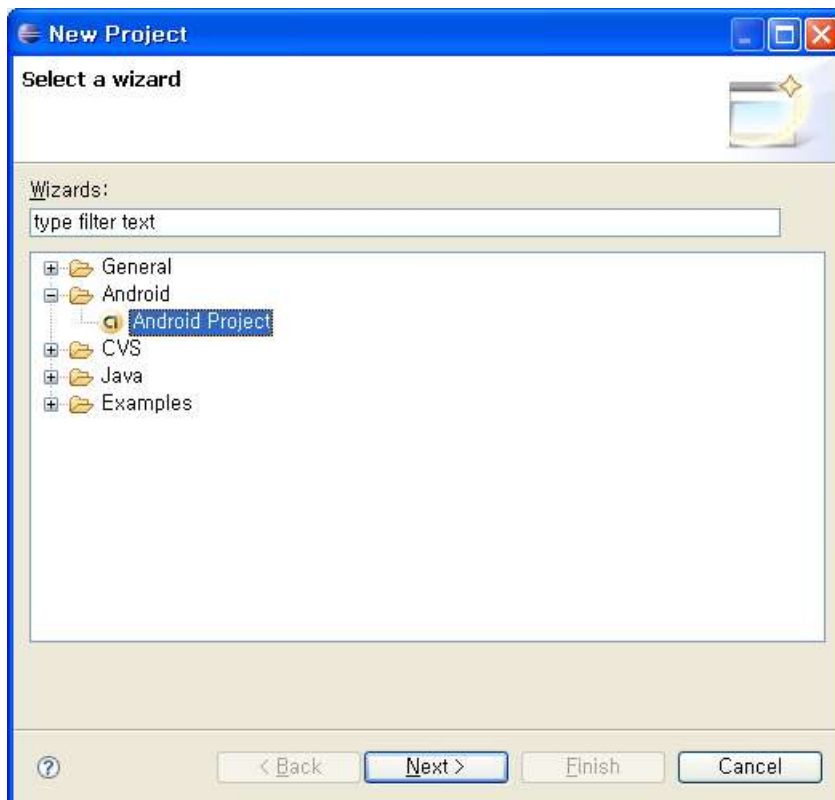 New Project
Select a wizard
Wizards:
type filter text
General
Android
Android Project
CVS
Java
Examples
< Back Next > Finish Cancel